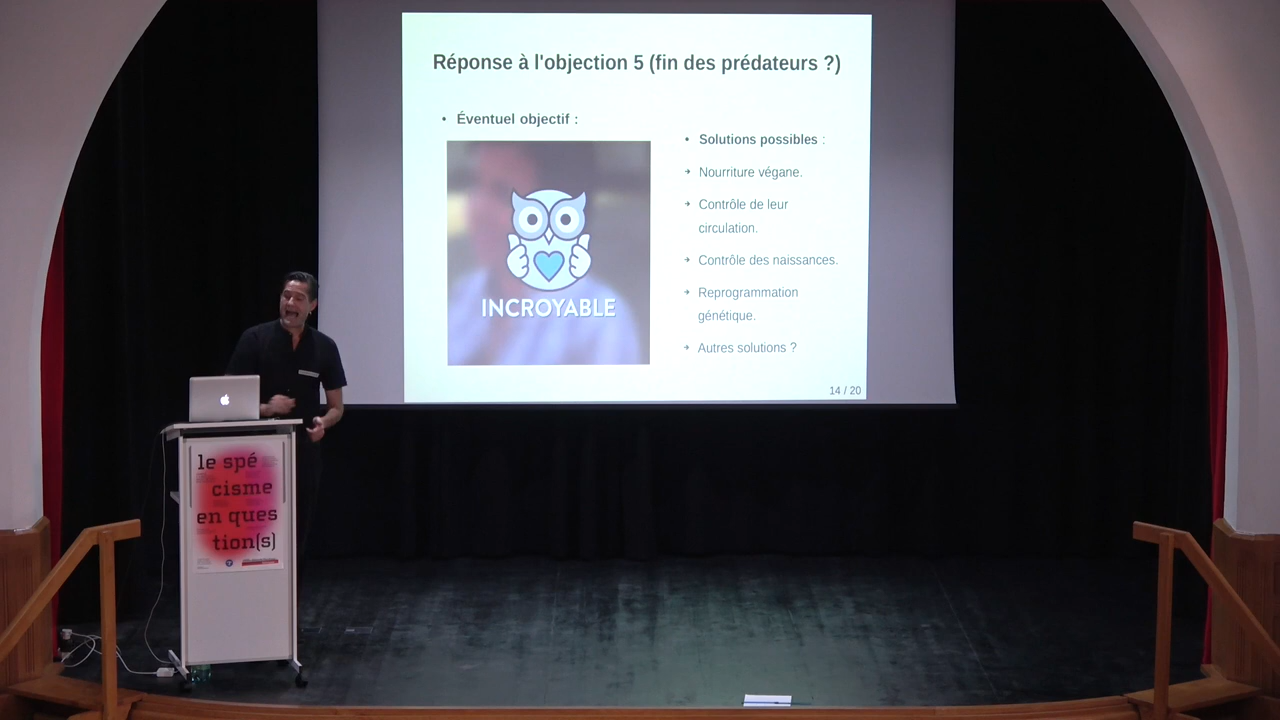 Réponse à l'objection 5 (fin des prédateurs ?)
• Éventuel objectif :
INCROYABLE
• Solutions possibles :
→ Nourriture végane.
→ Contrôle de leur
circulation.
→ Contrôle des naissances.
→ Reprogrammation
génétique.
→ Autres solutions ?
14 / 20
le spé
cisme
en ques
tion(s)